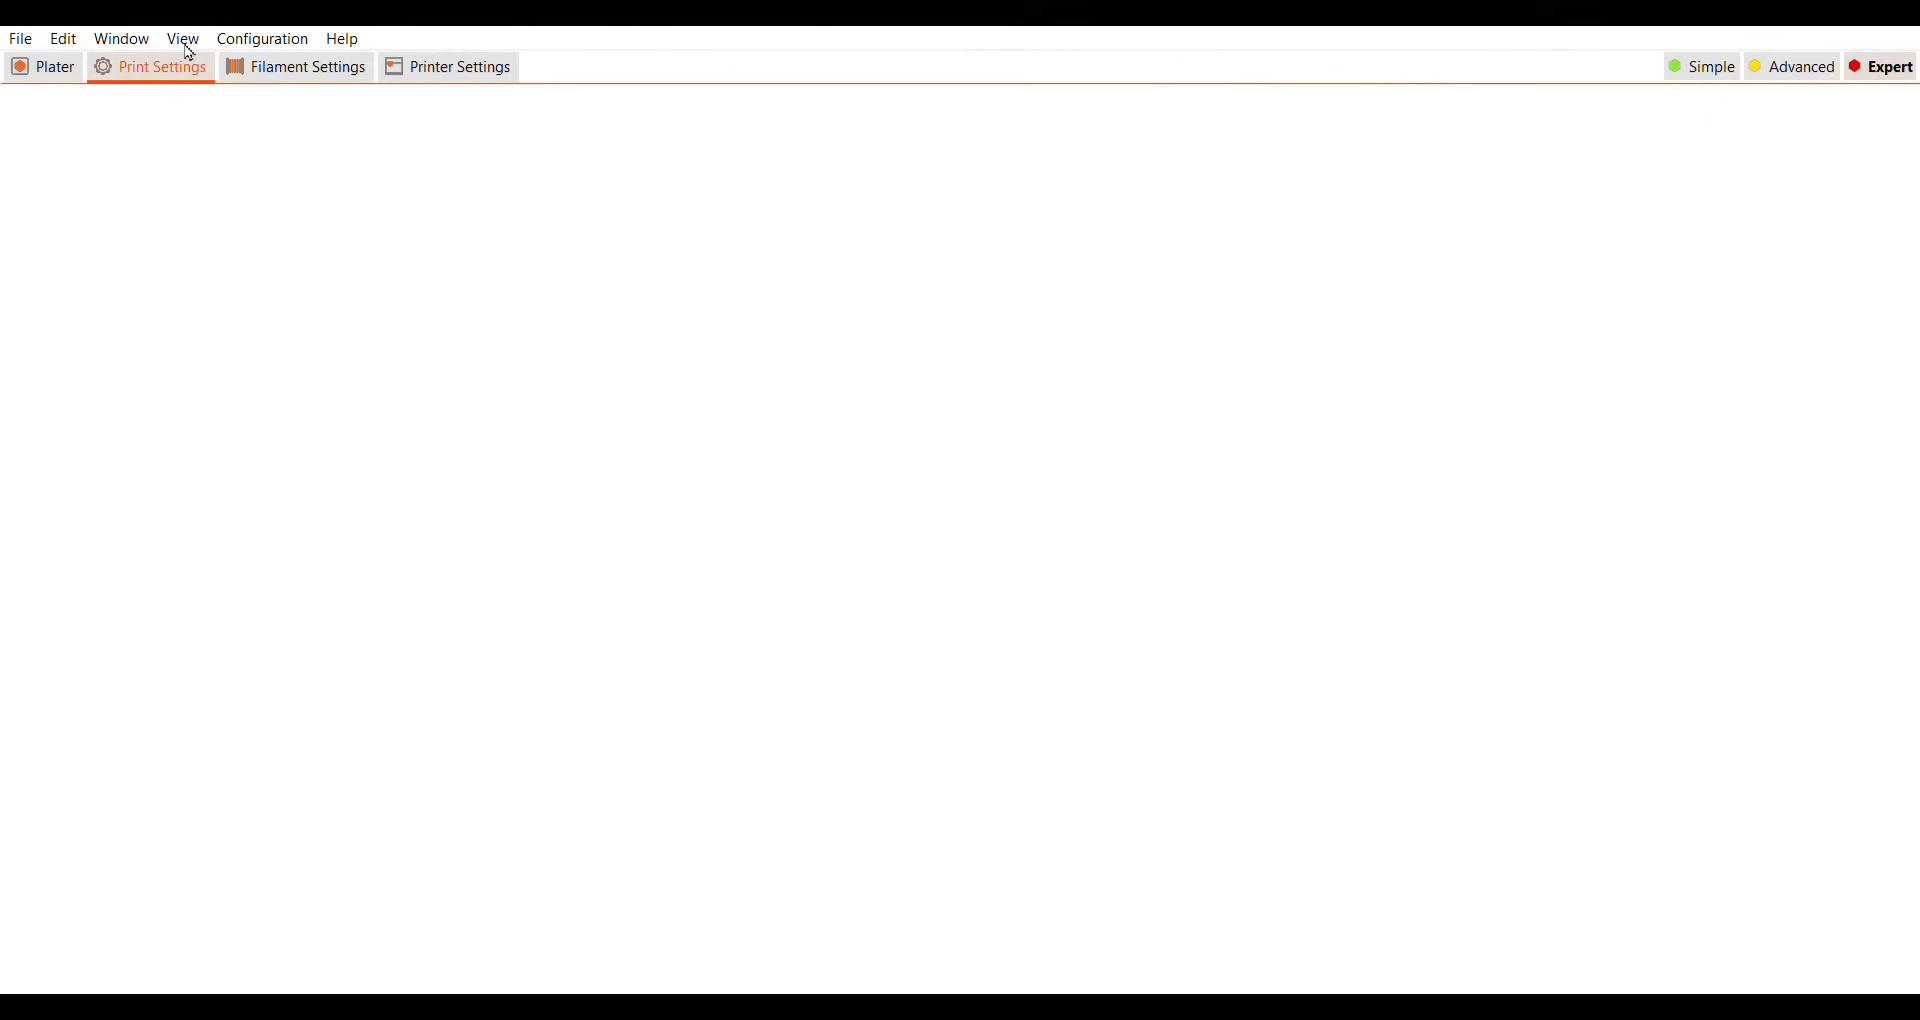 File Edit Window View Configuration Help
Plater Print Settings Filament Settings Printer Settings Simple Advanced Expert